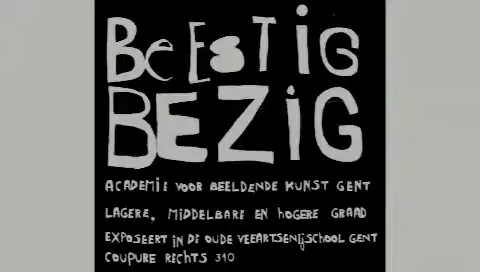 BeESTiG
BEZiG
ACADEMIE VOOR BEELDENDE KUNST GENT
LAGERE, MIDDELBARE EN hOGERE GRAAD
EXPOSEERT iN DE OUDE VEEARTSENijSCHOOL GENT
COUPURE REChTS 310